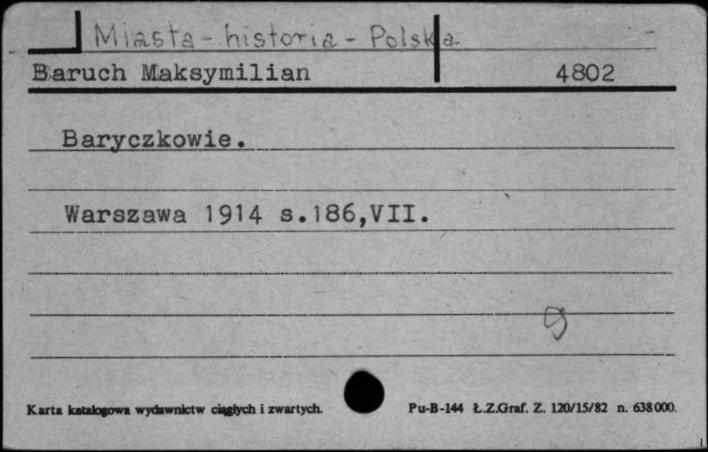 Miasta - historia - Polska
Baruch Maksymilian 4802
Baryczkowie.
Warszawa 1914 s.186,VII.
Karta katalogowa wydawnictw ciągłych i zwartych. Pu-B-144 Ł.Z.Graf. Z. 120/15/82 n. 638000.